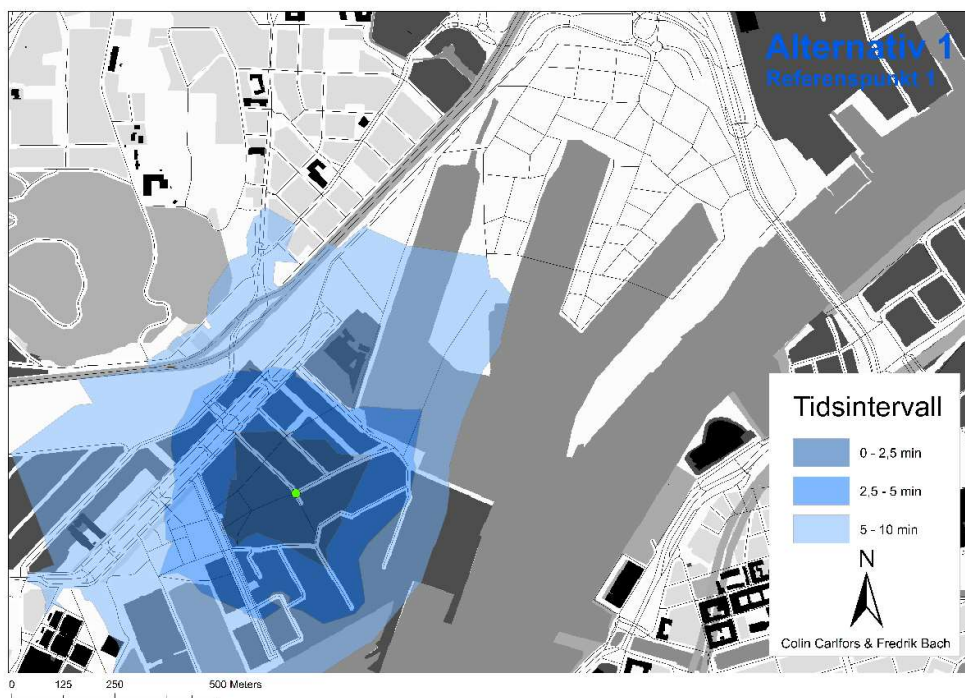 Alternativ 1
Referenspunkt 1
Tidsintervall
0 - 2,5 min
2,5 - 5 min
5 - 10 min
N
Colin Carlfors & Fredrik Bach
0 125 250 500 Meters